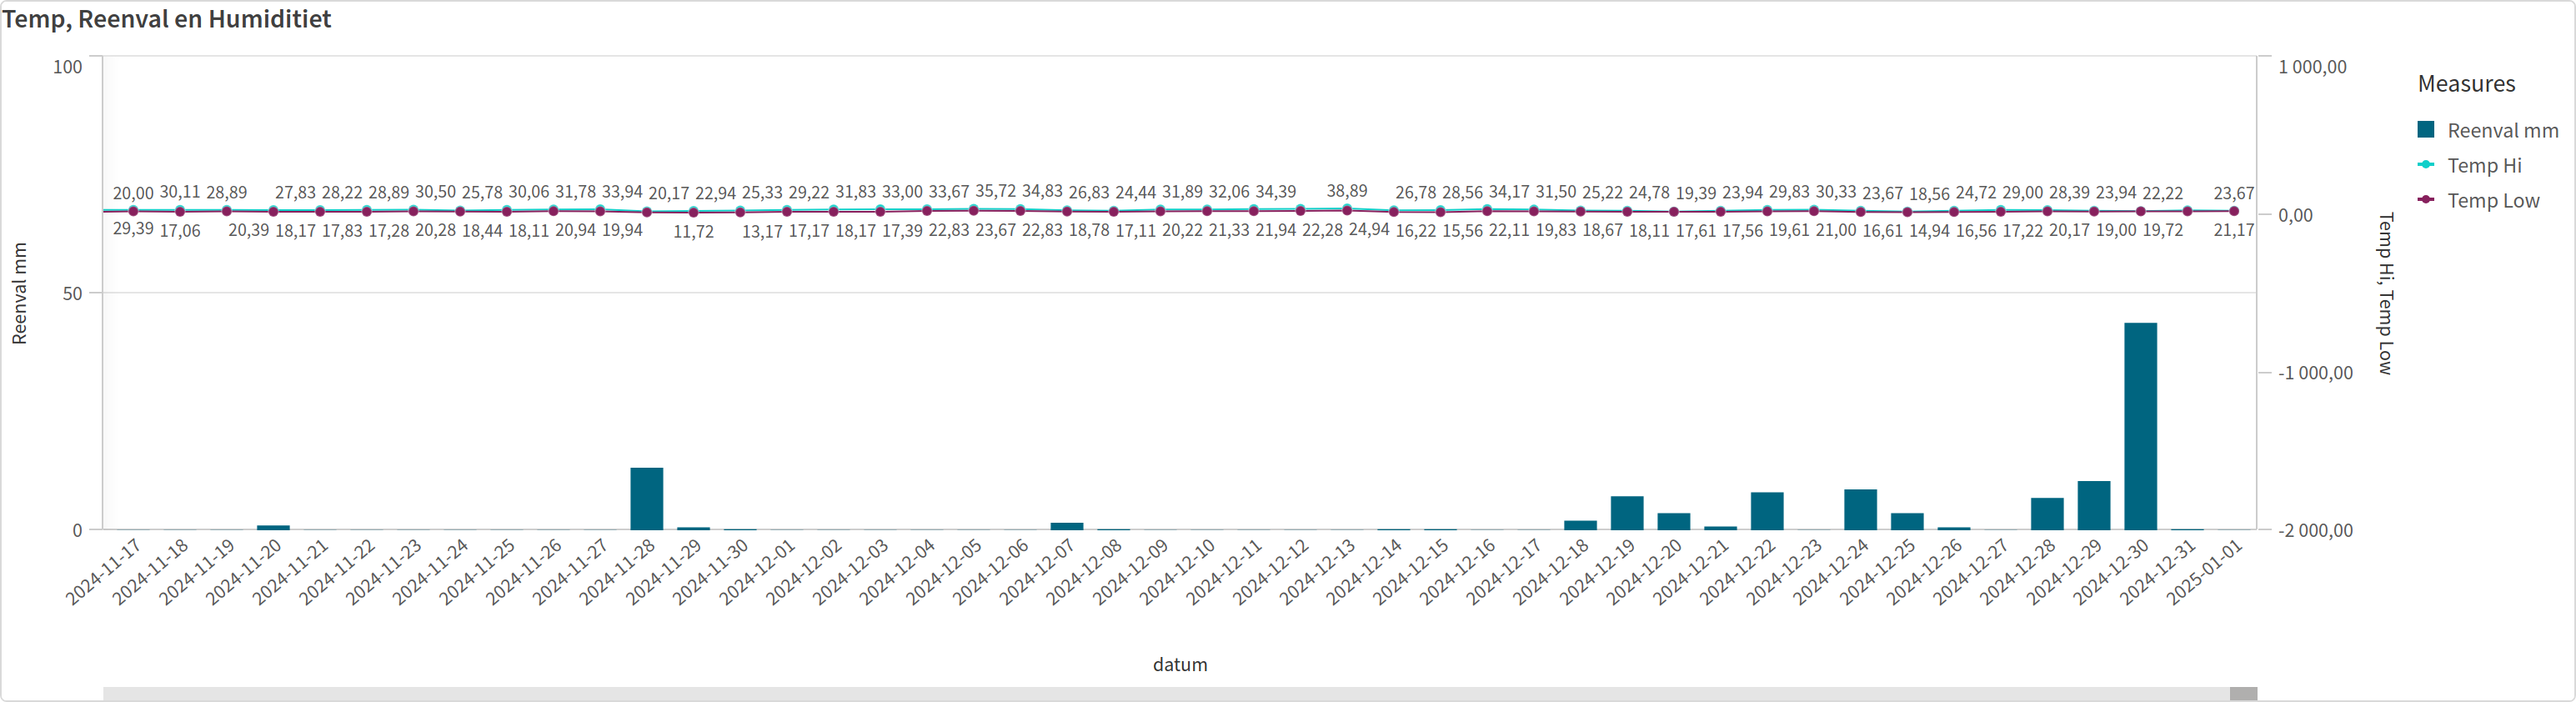 Temp, Reenval en Humiditiet
100
50
0
Reenval mm
20,00 30,11 28,89 27,83 28,22 28,89 30,50 25,78 30,06 31,78 33,94 20,17 22,94 25,33 29,22 31,83 33,00 33,67 35,72 34,83 26,83 24,44 31,89 32,06 34,39 38,89 26,78 28,56 34,17 31,50 25,22 24,78 19,39 23,94 29,83 30,33 23,67 18,56 24,72 29,00 28,39 23,94 22,22 23,67
29,39 17,06 20,39 18,17 17,83 17,28 20,28 18,44 18,11 20,94 19,94 11,72 13,17 17,17 18,17 17,39 22,83 23,67 22,83 18,78 17,11 20,22 21,33 21,94 22,28 24,94 16,22 15,56 22,11 19,83 18,67 18,11 17,61 17,56 19,61 21,00 16,61 14,94 16,56 17,22 20,17 19,00 19,72 21,17
2024-11-17 2024-11-18 2024-11-19 2024-11-20 2024-11-21 2024-11-22 2024-11-23 2024-11-24 2024-11-25 2024-11-26 2024-11-27 2024-11-28 2024-11-29 2024-11-30 2024-12-01 2024-12-02 2024-12-03 2024-12-04 2024-12-05 2024-12-06 2024-12-07 2024-12-08 2024-12-09 2024-12-10 2024-12-11 2024-12-12 2024-12-13 2024-12-14 2024-12-15 2024-12-16 2024-12-17 2024-12-18 2024-12-19 2024-12-20 2024-12-21 2024-12-22 2024-12-23 2024-12-24 2024-12-25 2024-12-26 2024-12-27 2024-12-28 2024-12-29 2024-12-30 2024-12-31 2025-01-01
datum
1 000,00
0,00
-1 000,00
-2 000,00
Temp Hi, Temp Low
Measures
Reenval mm
Temp Hi
Temp Low